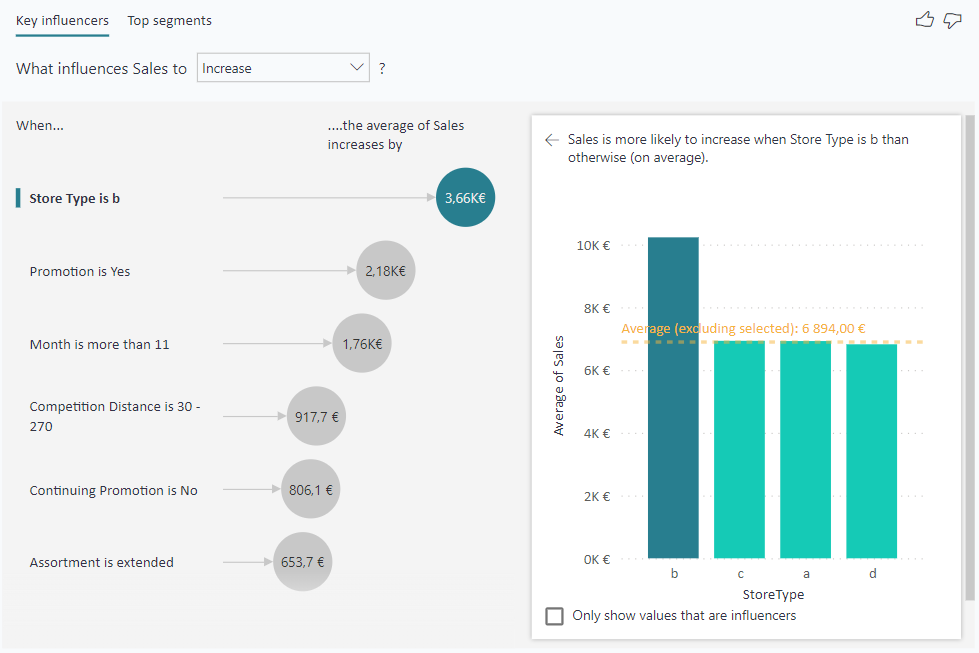 Key influencers
Top segments
What influences Sales to
Increase
?
When...
....the average of Sales
increases by
Store Type is b
3,66K€
Promotion is Yes
2,18K€
Month is more than 11
1,76K€
Competition Distance is 30 -
270
917,7 €
Continuing Promotion is No
806,1 €
Assortment is extended
653,7 €
Sales is more likely to increase when Store Type is b than
otherwise (on average).
10K €
8K €
Average (excluding selected): 6 894,00 €
6K €
4K €
2K €
0K €
Average of Sales
b
c
a
d
StoreType
Only show values that are influencers